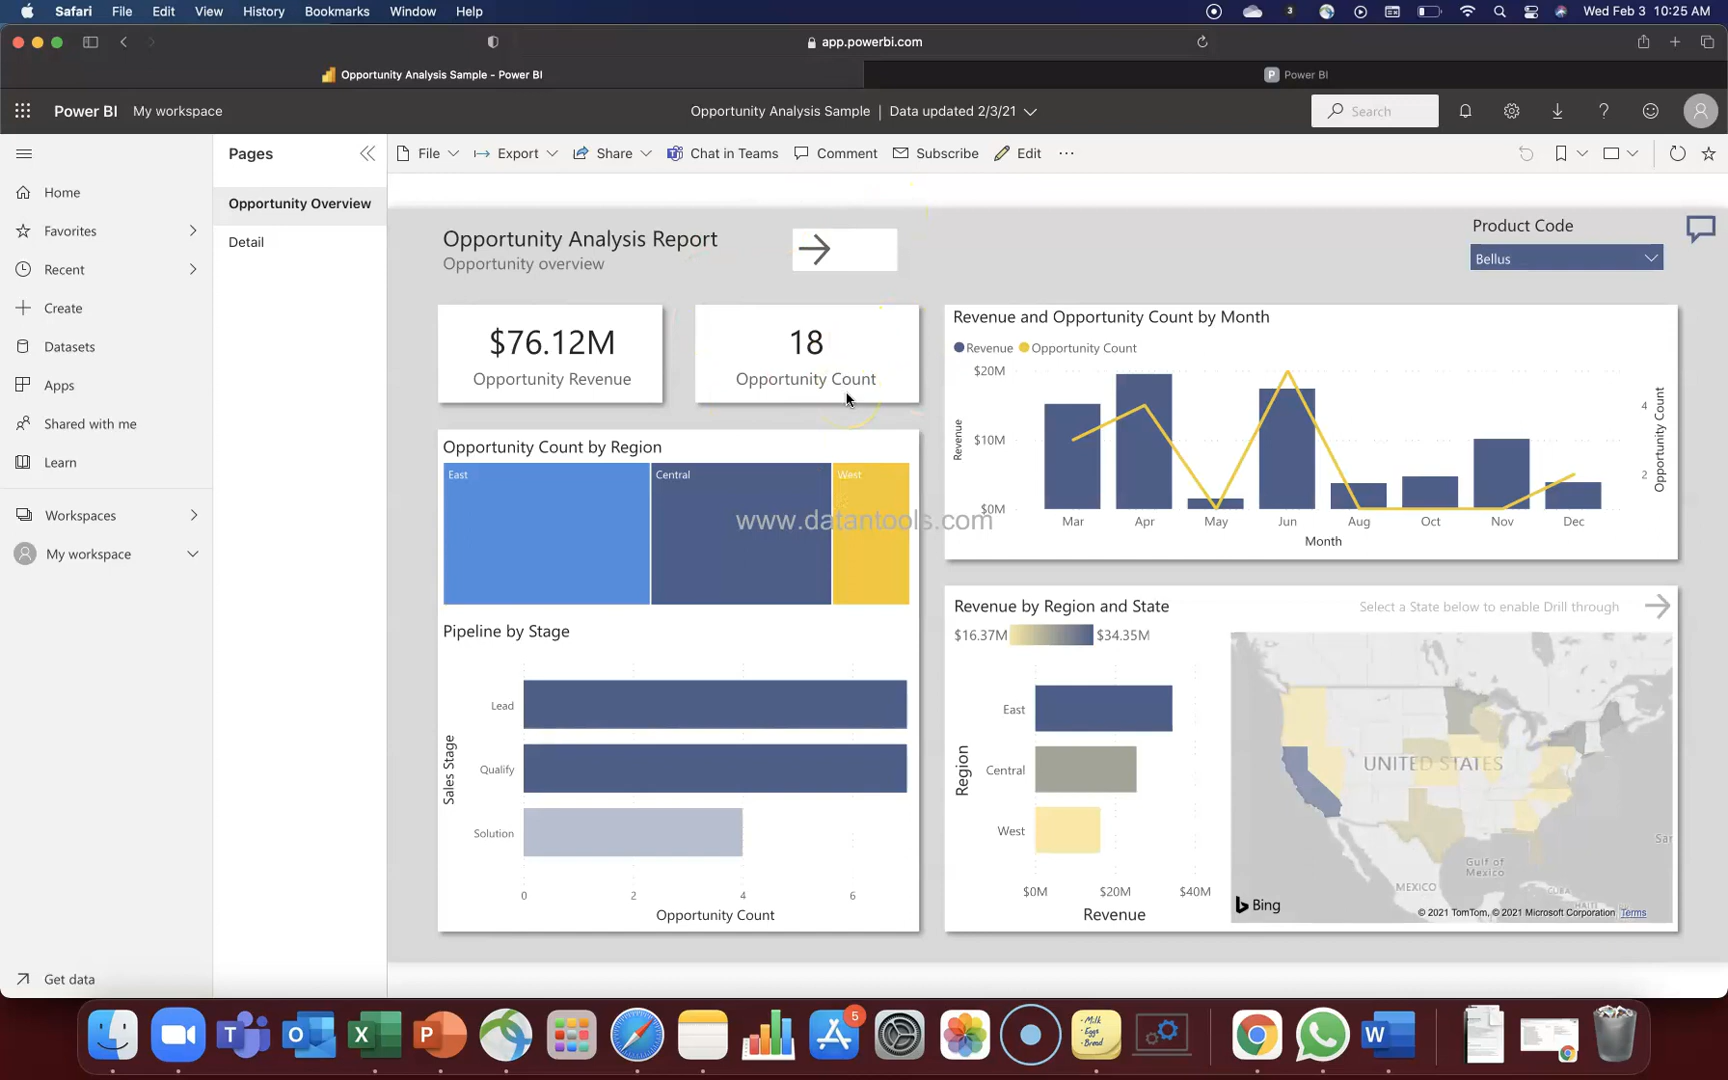 Safari File Edit View History Bookmarks Window Help
3
Wed Feb 3 10:25 AM
app.powerbi.com
Opportunity Analysis Sample - Power BI
P Power BI
Power BI My workspace
Opportunity Analysis Sample | Data updated 2/3/21
Search
?
Home
Favorites
Recent
Create
Datasets
Apps
Shared with me
Learn
Workspaces
My workspace
Get data
Pages
Opportunity Overview
Detail
File Export Share Chat in Teams Comment Subscribe Edit ...
Opportunity Analysis Report
Opportunity overview
Product Code
Bellus
$76.12M
Opportunity Revenue
18
Opportunity Count
Opportunity Count by Region
East Central West
www.datantools.com
Pipeline by Stage
Sales Stage
Lead
Qualify
Solution
0 2 4 6
Opportunity Count
Revenue and Opportunity Count by Month
Revenue Opportunity Count
$20M
$10M
$0M
Revenue
4
2
Opportunity Count
Mar Apr May Jun Aug Oct Nov Dec
Month
Revenue by Region and State
Select a State below to enable Drill through
$16.37M $34.35M
Region
East
Central
West
$0M $20M $40M
Revenue
UNITED STATES
Gulf of
Mexico
MEXICO
CUBA
HAITI
Sar
Bing
© 2021 TomTom, © 2021 Microsoft Corporation Terms
T
O
X
P
5
Milk
Eggs
Bread
W